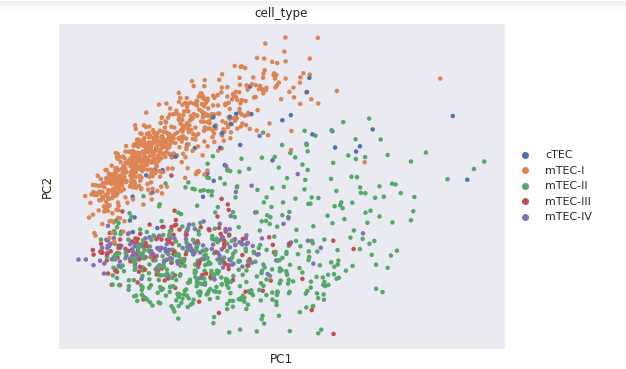 cell_type
PC2
cTEC
mTEC-I
mTEC-II
mTEC-III
mTEC-IV
PC1